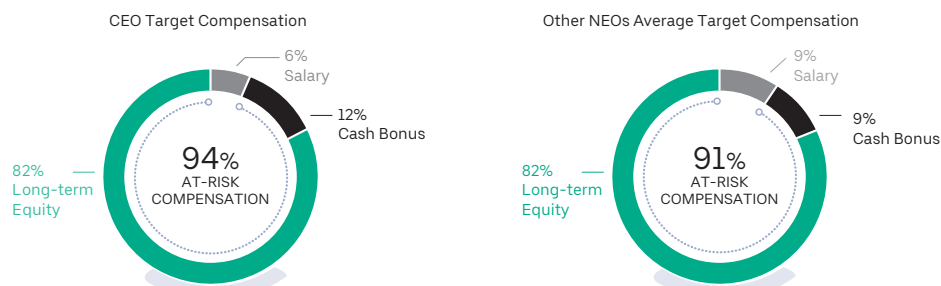 CEO Target Compensation
6%
Salary
12%
Cash Bonus
82%
Long-term
Equity
94%
AT-RISK
COMPENSATION
Other NEOs Average Target Compensation
9%
Salary
9%
Cash Bonus
82%
Long-term
Equity
91%
AT-RISK
COMPENSATION